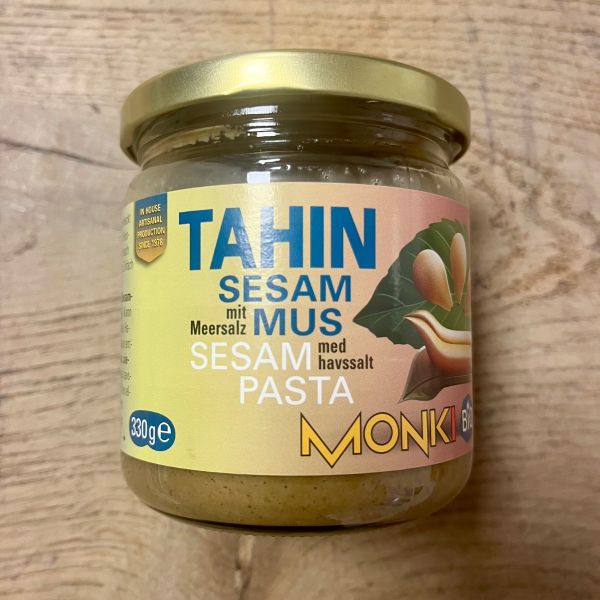 IN HOUSE
ARTISANAL
PRODUCTION
SINCE 1978
TAHIN
SESAM
mit
Meersalz MUS
SESAM med
havssalt
PASTA
330g e
MONKI